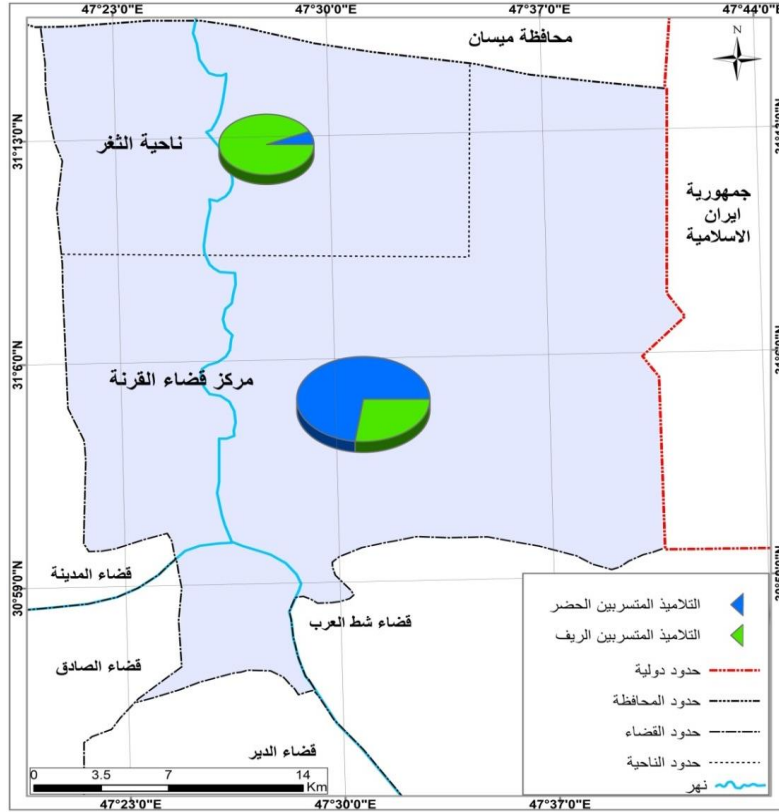 47°23'0"E 47°30'0"E 47°37'0"E 47°44'0"E
محافظة ميسان
N
31°13'0"N
ناحية الثغر
جمهورية
ايران
الاسلامية
31°6'0"N
مركز قضاء القرنة
30°59'0"N
قضاء المدينة
قضاء شط العرب
قضاء الصادق
قضاء الدير
التلاميذ المتسربين الحضر
التلاميذ المتسربين الريف
حدود دولية
حدود المحافظة
حدود القضاء
حدود الناحية
نهر
0 3.5 7 14
Km
47°23'0"E 47°30'0"E 47°37'0"E